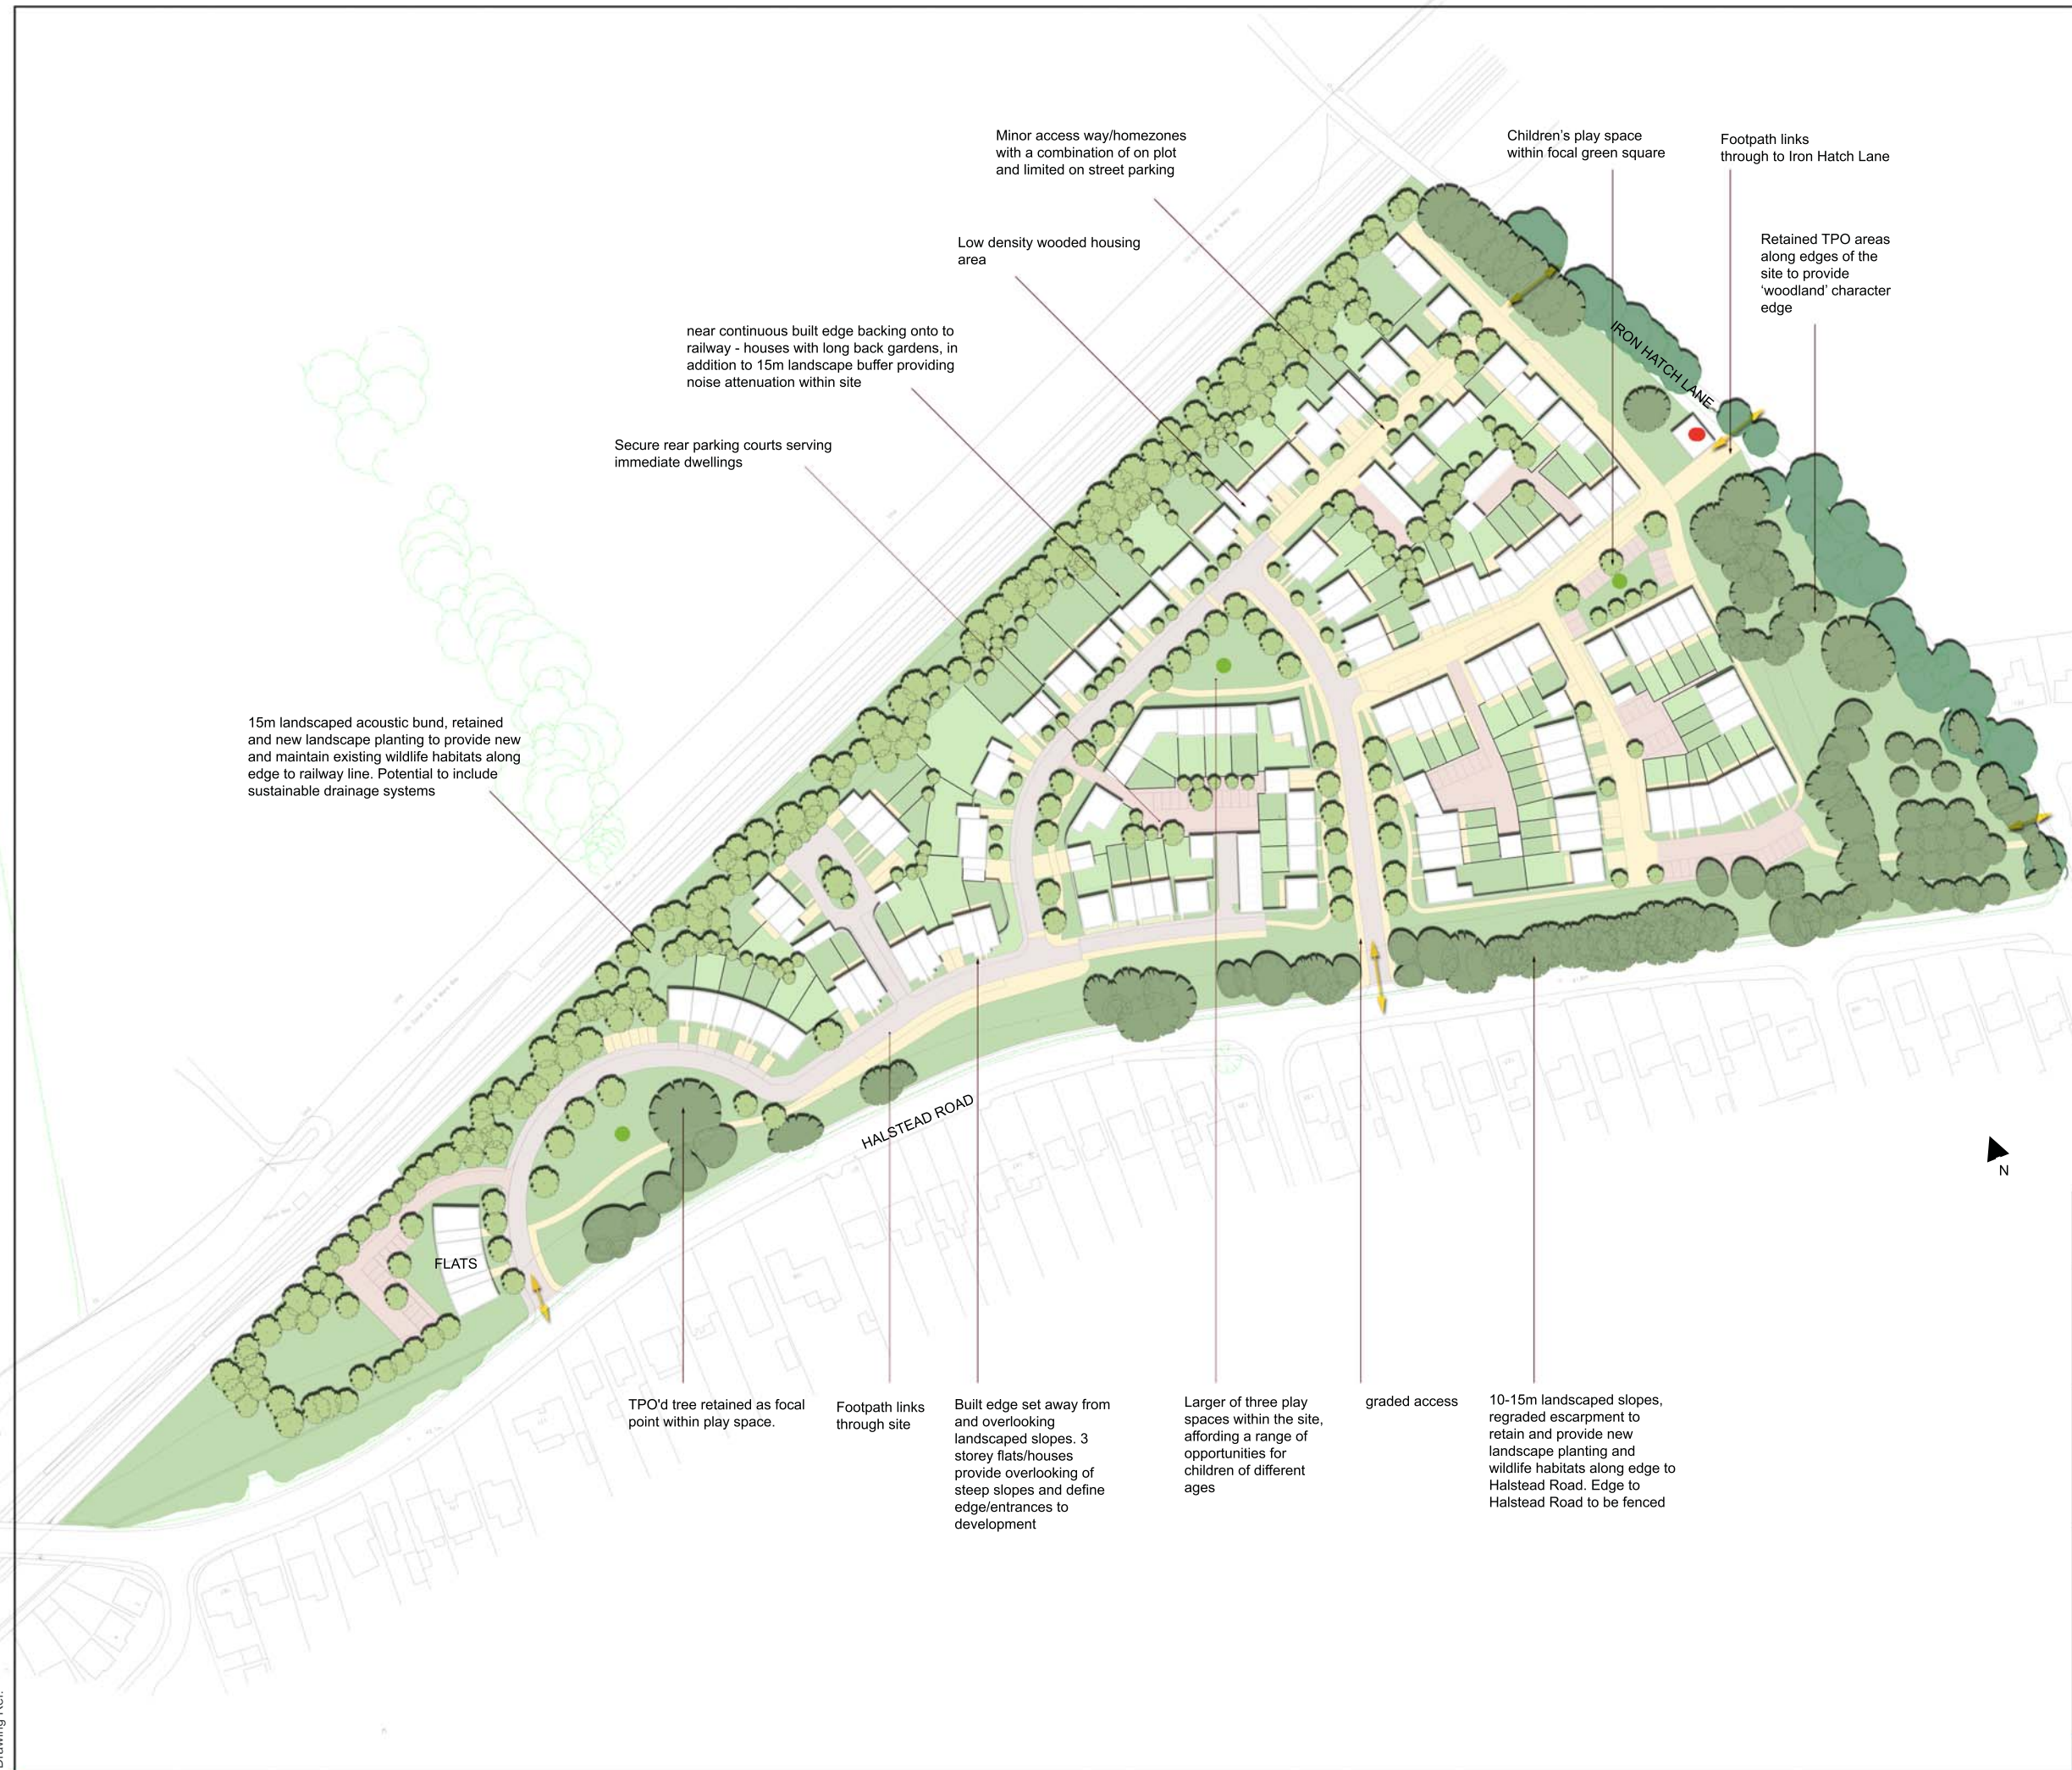 Minor access way/homezones
with a combination of on plot
and limited on street parking
Children's play space
within focal green square
Footpath links
through to Iron Hatch Lane
Low density wooded housing
area
Retained TPO areas
along edges of the
site to provide
'woodland' character
edge
near continuous built edge backing onto to
railway - houses with long back gardens, in
addition to 15m landscape buffer providing
noise attenuation within site
IRON HATCH LANE
Secure rear parking courts serving
immediate dwellings
15m landscaped acoustic bund, retained
and new landscape planting to provide new
and maintain existing wildlife habitats along
edge to railway line. Potential to include
sustainable drainage systems
HALSTEAD ROAD
N
FLATS
TPO'd tree retained as focal
point within play space.
Footpath links
through site
Built edge set away from
and overlooking
landscaped slopes. 3
storey flats/houses
provide overlooking of
steep slopes and define
edge/entrances to
development
Larger of three play
spaces within the site,
affording a range of
opportunities for
children of different
ages
graded access
10-15m landscaped slopes,
regraded escarpment to
retain and provide new
landscape planting and
wildlife habitats along edge to
Halstead Road. Edge to
Halstead Road to be fenced